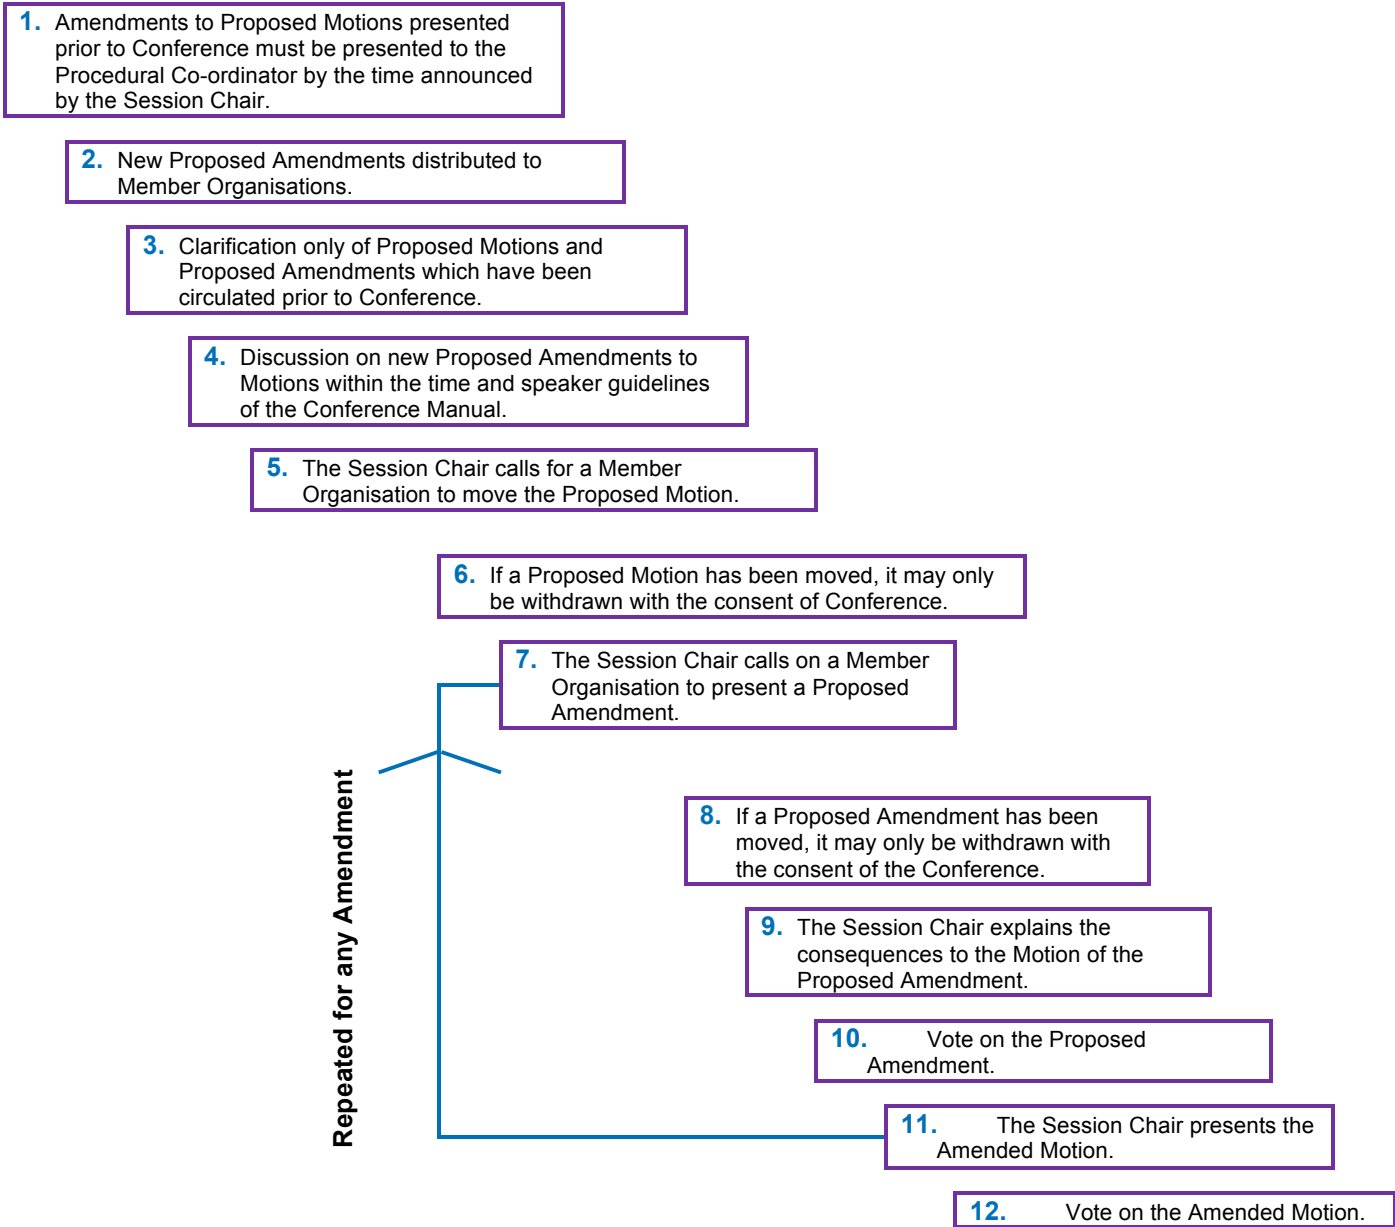 1. Amendments to Proposed Motions presented
prior to Conference must be presented to the
Procedural Co-ordinator by the time announced
by the Session Chair.
2. New Proposed Amendments distributed to
Member Organisations.
3. Clarification only of Proposed Motions and
Proposed Amendments which have been
circulated prior to Conference.
4. Discussion on new Proposed Amendments to
Motions within the time and speaker guidelines
of the Conference Manual.
5. The Session Chair calls for a Member
Organisation to move the Proposed Motion.
6. If a Proposed Motion has been moved, it may only
be withdrawn with the consent of Conference.
7. The Session Chair calls on a Member
Organisation to present a Proposed
Amendment.
Repeated for any Amendment
8. If a Proposed Amendment has been
moved, it may only be withdrawn with
the consent of the Conference.
9. The Session Chair explains the
consequences to the Motion of the
Proposed Amendment.
10. Vote on the Proposed
Amendment.
11. The Session Chair presents the
Amended Motion.
12. Vote on the Amended Motion.